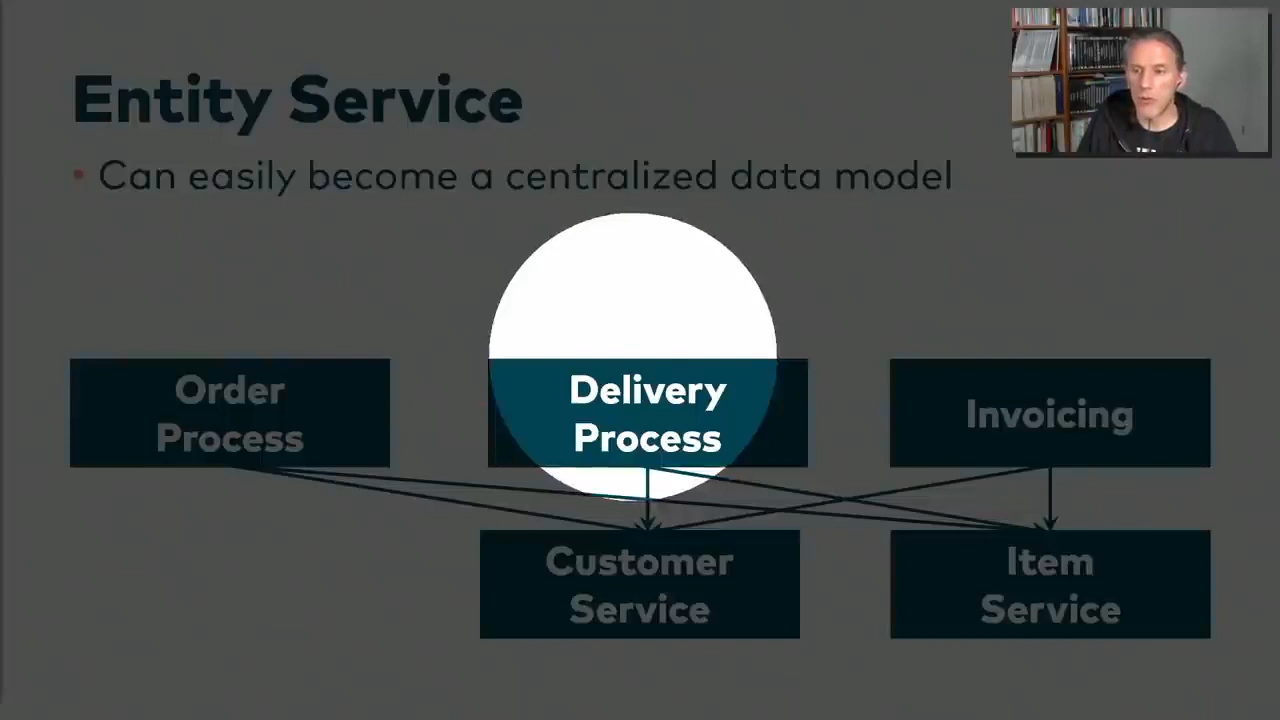 Entity Service
• Can easily become a centralized data model
Order
Process
Delivery
Process
Invoicing
Customer
Service
Item
Service